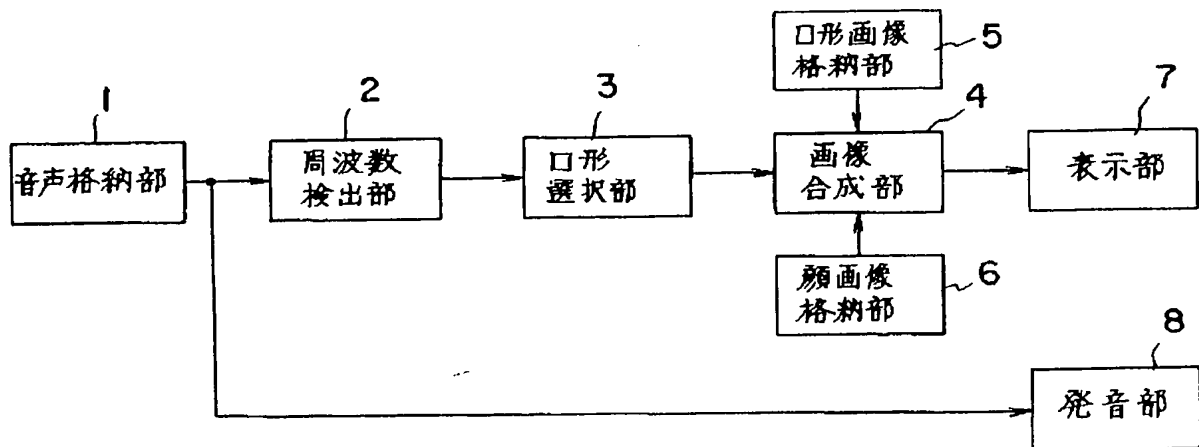 1
音声格納部
2
周波数
検出部
3
口形
選択部
口形画像
格納部
5
4
画像
合成部
顔画像
格納部
6
7
表示部
8
発音部